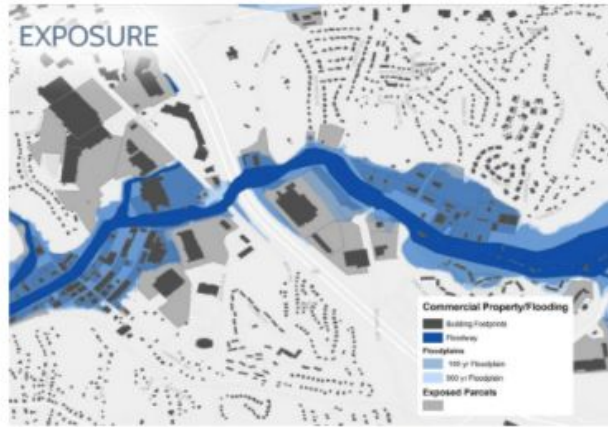 EXPOSURE
Commercial Property/Flooding
Building Footprints
Floodway
Floodplains
100 yr Floodplain
500 yr Floodplain
Exposed Parcels